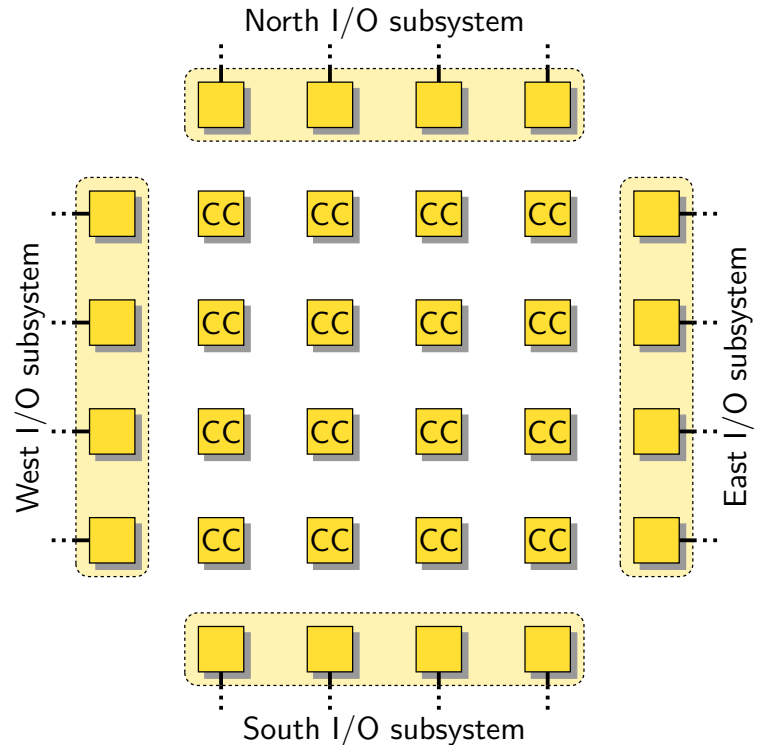 North I/O subsystem
CC CC CC CC
CC CC CC CC
CC CC CC CC
CC CC CC CC
West I/O subsystem
East I/O subsystem
South I/O subsystem